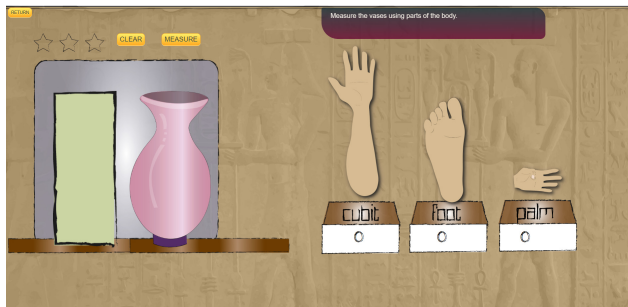 RETURN
Measure the vases using parts of the body.
CLEAR
MEASURE
cubit
foot
palm
0
0
0